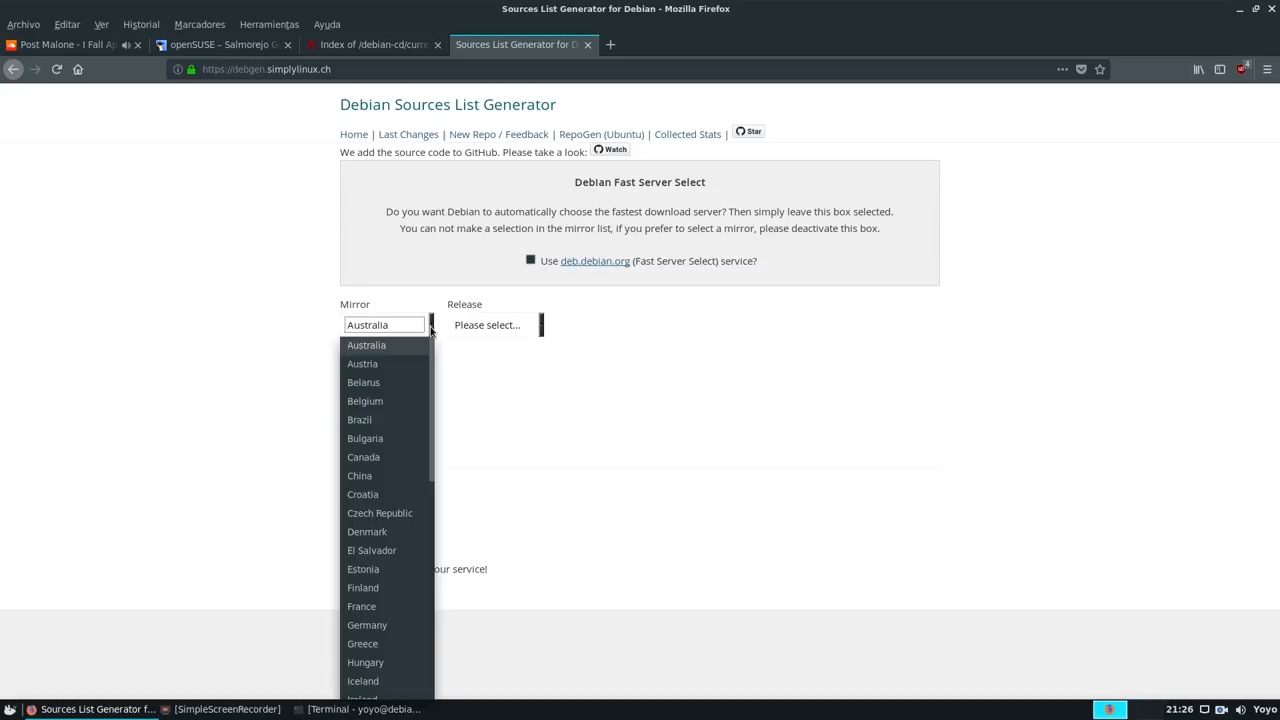 Sources List Generator for Debian - Mozilla Firefox
Archivo Editar Ver Historial Marcadores Herramientas Ayuda
Post Malone - I Fall Ap
openSUSE – Salmorejo G
Index of /debian-cd/curre
Sources List Generator for D
https://debgen.simplylinux.ch
4
Debian Sources List Generator
Home | Last Changes | New Repo / Feedback | RepoGen (Ubuntu) | Collected Stats | Star
We add the source code to GitHub. Please take a look: Watch
Debian Fast Server Select
Do you want Debian to automatically choose the fastest download server? Then simply leave this box selected.
You can not make a selection in the mirror list, if you prefer to select a mirror, please deactivate this box.
Use deb.debian.org (Fast Server Select) service?
Mirror Release
Australia Please select...
Australia
Austria
Belarus
Belgium
Brazil
Bulgaria
Canada
China
Croatia
Czech Republic
Denmark
El Salvador
Estonia
our service!
Finland
France
Germany
Greece
Hungary
Iceland
Ireland
Sources List Generator f... [SimpleScreenRecorder] [Terminal - yoyo@debia... 21:26 Yoyo